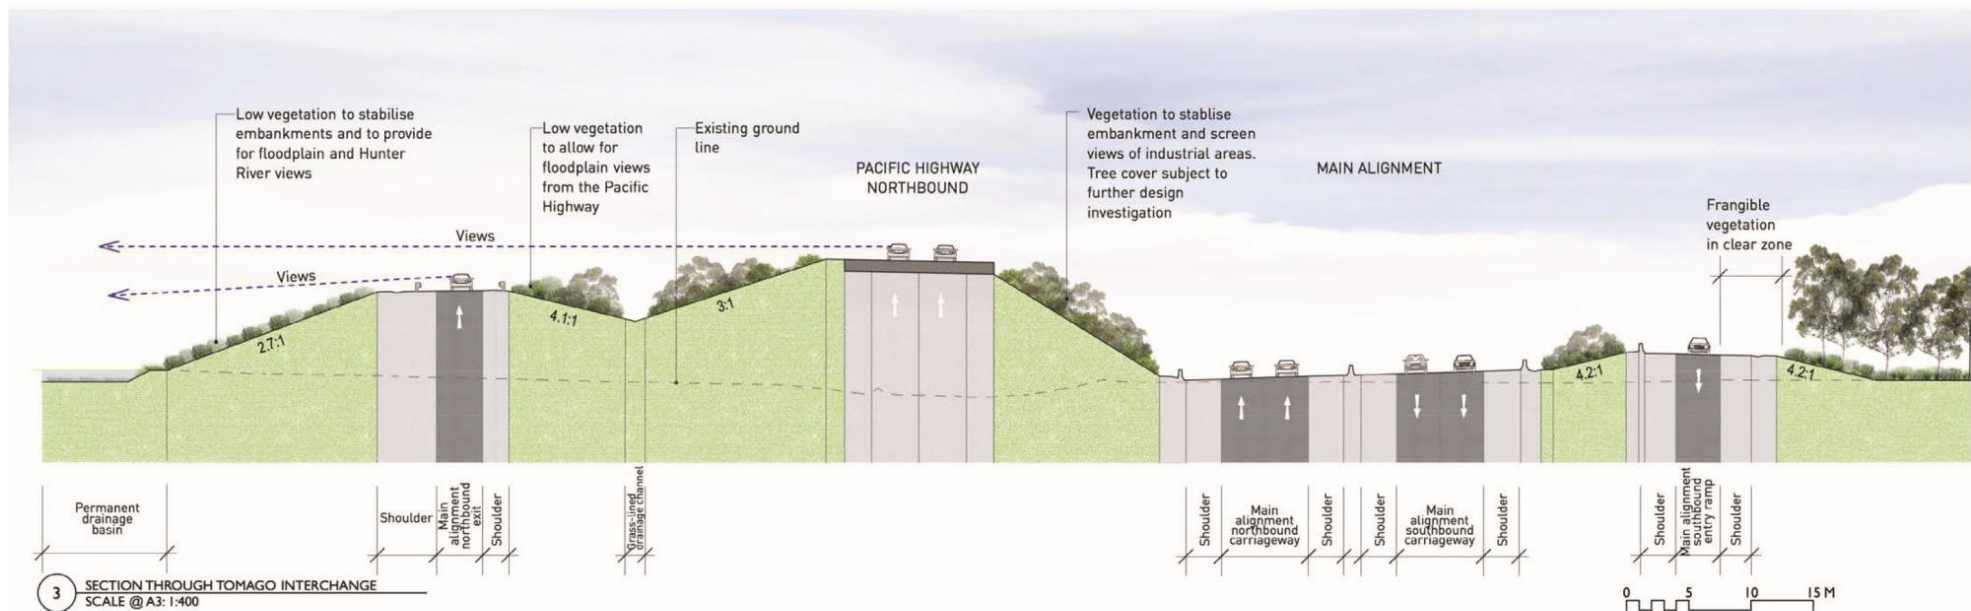 Low vegetation to stabilise
embankments and to provide
for floodplain and Hunter
River views
Low vegetation
to allow for
floodplain views
from the Pacific
Highway
Existing ground
line
PACIFIC HIGHWAY
NORTHBOUND
Vegetation to stablise
embankment and screen
views of industrial areas.
Tree cover subject to
further design
investigation
MAIN ALIGNMENT
Frangible
vegetation
in clear zone
Views
Views
2.7:1
4.1:1
3:1
4.2:1
4.2:1
Permanent
drainage
basin
Shoulder
Main
alignment
northbound
exit
Shoulder
Grass-lined
drainage channel
Shoulder
Main
alignment
northbound
carriageway
Shoulder
Shoulder
Main
alignment
southbound
carriageway
Shoulder
Shoulder
Main alignment
southbound
entry ramp
Shoulder
3
SECTION THROUGH TOMAGO INTERCHANGE
SCALE @ A3: 1:400
0 5 10 15 M